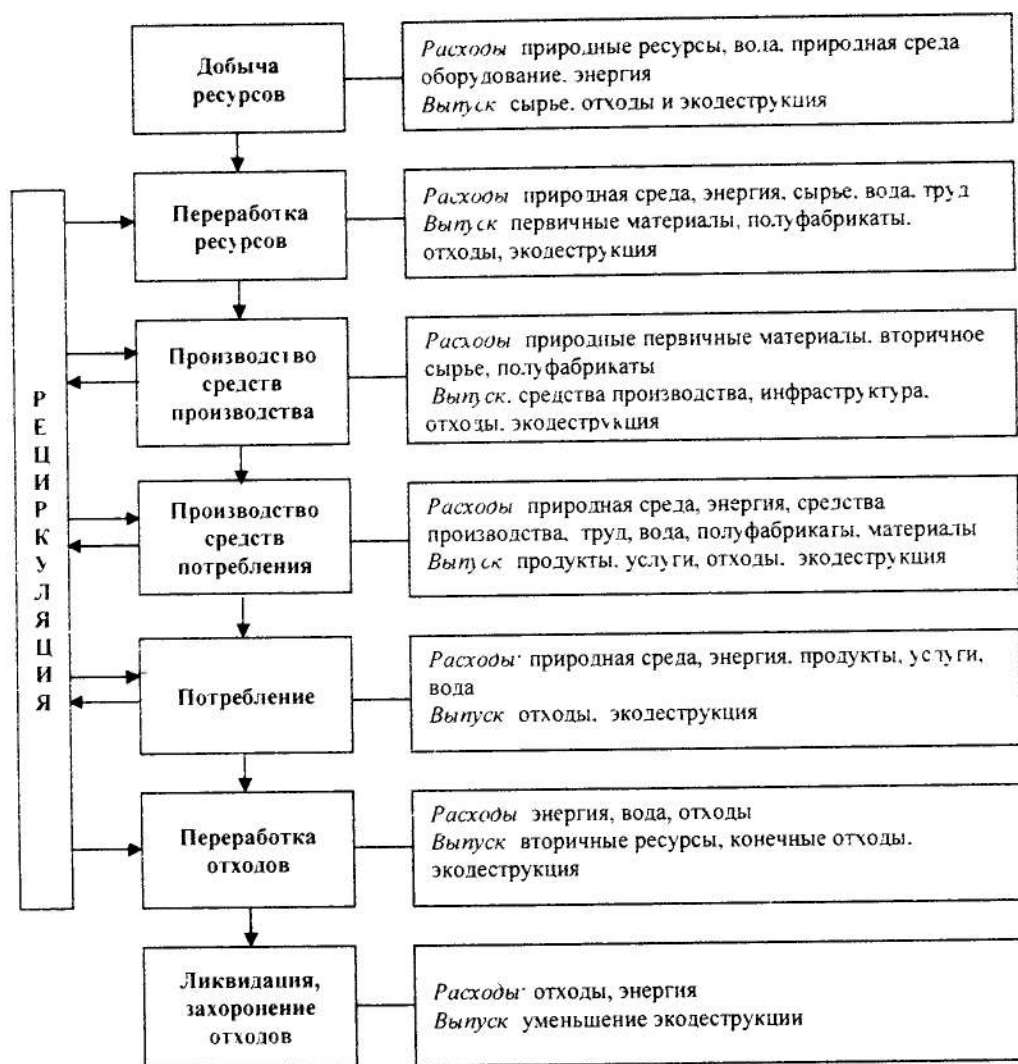 Добыча
ресурсов
Расходы природные ресурсы, вода. природная среда
оборудование. энергия
Выпуск сырье. отходы и экодеструкция
РЕЦИРКУЛЯЦИЯ
Переработка
ресурсов
Расходы природная среда, энергия, сырье. вода. труд
Выпуск первичные материалы, полуфабрикаты.
отходы, экодеструкция
Производство
средств
производства
Расходы природные первичные материалы. вторичное
сырье, полуфабрикаты
Выпуск. средства производства, инфраструктура.
отходы. экодеструкция
Производство
средств
потребления
Расходы природная среда, энергия, средства
производства, труд, вода, полуфабрикаты, материалы
Выпуск продукты. услуги, отходы. экодеструкция
Потребление
Расходы· природная среда, энергия. продукты, услуги,
вода
Выпуск отходы. экодеструкция
Переработка
отходов
Расходы энергия, вода, отходы
Выпуск вторичные ресурсы, конечные отходы.
экодеструкция
Ликвидация,
захоронение
отходов
Расходы· отходы, энергия
Выпуск уменьшение экодеструкции